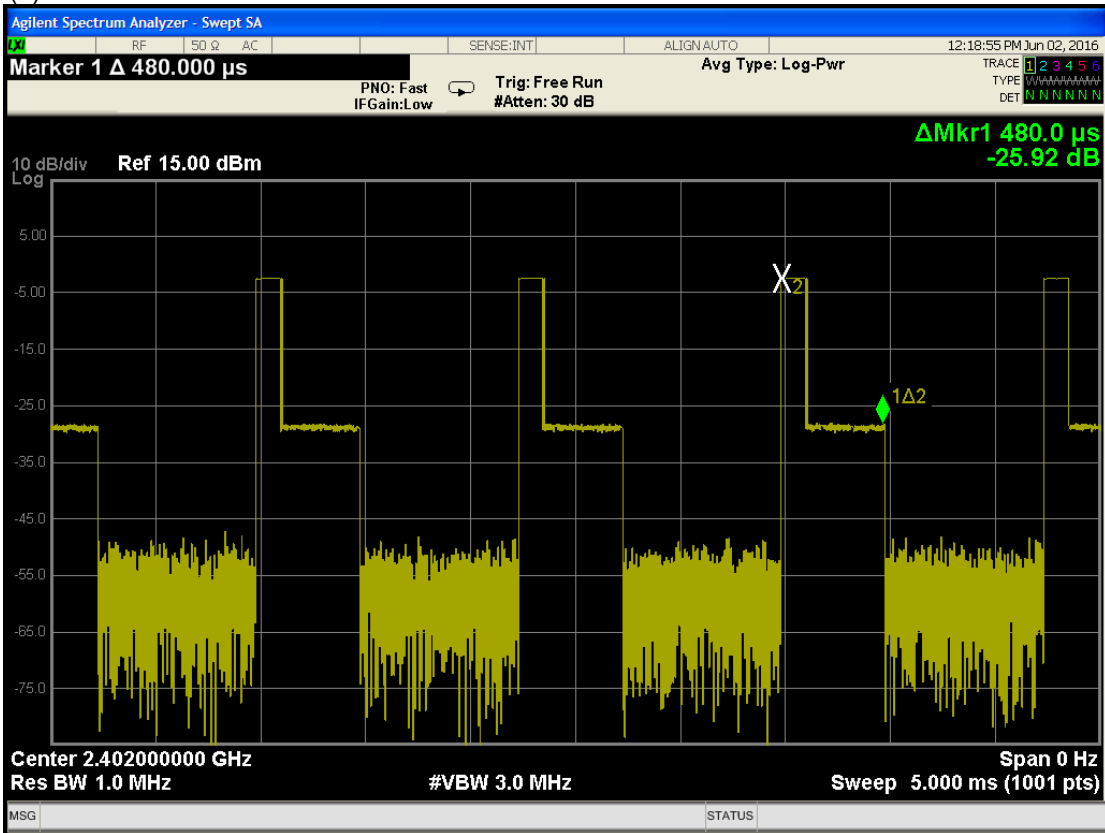 Agilent Spectrum Analyzer - Swept SA
LXI RF 50 Ω AC SENSE:INT ALIGN AUTO 12:18:55 PM Jun 02, 2016
Marker 1 Δ 480.000 µs
PNO: Fast
IFGain:Low
Trig: Free Run
#Atten: 30 dB
Avg Type: Log-Pwr
TRACE 1 2 3 4 5 6
TYPE
DET N N N N N N
ΔMkr1 480.0 µs
-25.92 dB
10 dB/div Ref 15.00 dBm
Log
5.00
-5.00
-15.0
-25.0
-35.0
-45.0
-55.0
-65.0
-75.0
X2
1Δ2
Center 2.402000000 GHz Span 0 Hz
Res BW 1.0 MHz #VBW 3.0 MHz Sweep 5.000 ms (1001 pts)
MSG STATUS